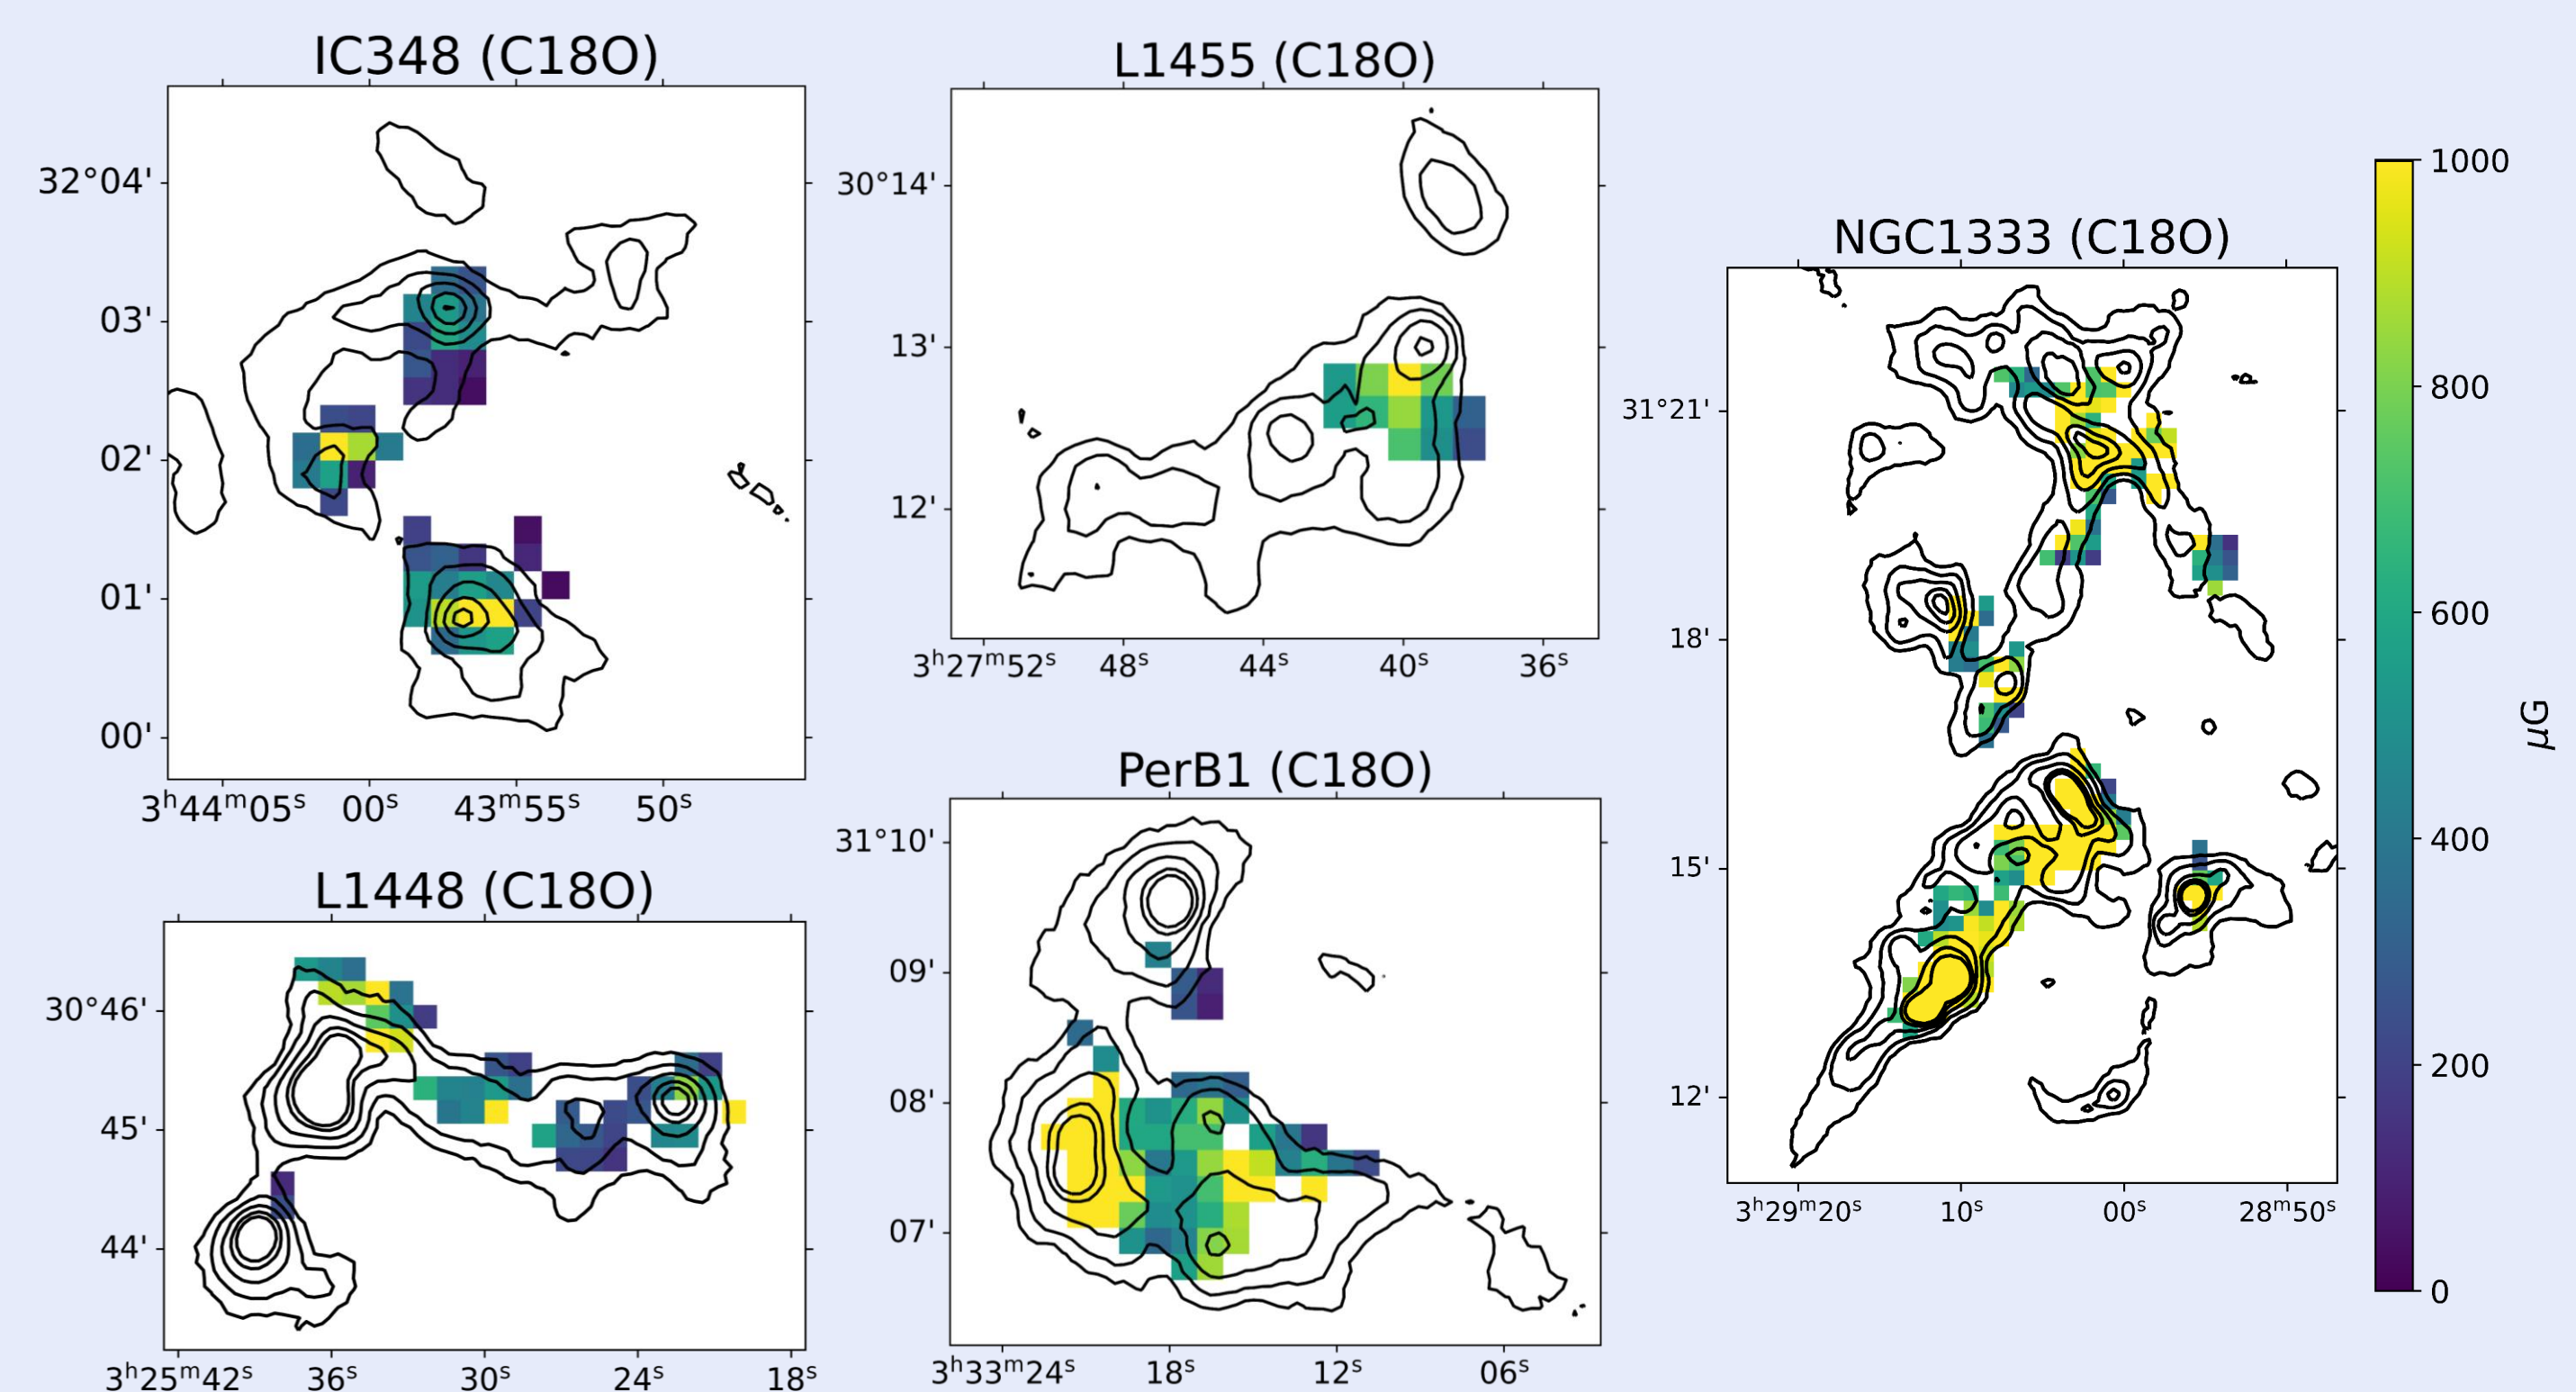 IC348 (C18O)
32°04'
03'
02'
01'
00'
3ʰ44ᵐ05ˢ 00ˢ 43ᵐ55ˢ 50ˢ
L1455 (C18O)
30°14'
13'
12'
3ʰ27ᵐ52ˢ 48ˢ 44ˢ 40ˢ 36ˢ
L1448 (C18O)
30°46'
45'
44'
3ʰ25ᵐ42ˢ 36ˢ 30ˢ 24ˢ 18ˢ
PerB1 (C18O)
31°10'
09'
08'
07'
3ʰ33ᵐ24ˢ 18ˢ 12ˢ 06ˢ
NGC1333 (C18O)
31°21'
18'
15'
12'
3ʰ29ᵐ20ˢ 10ˢ 00ˢ 28ᵐ50ˢ
1000
800
600
400
200
0
μG